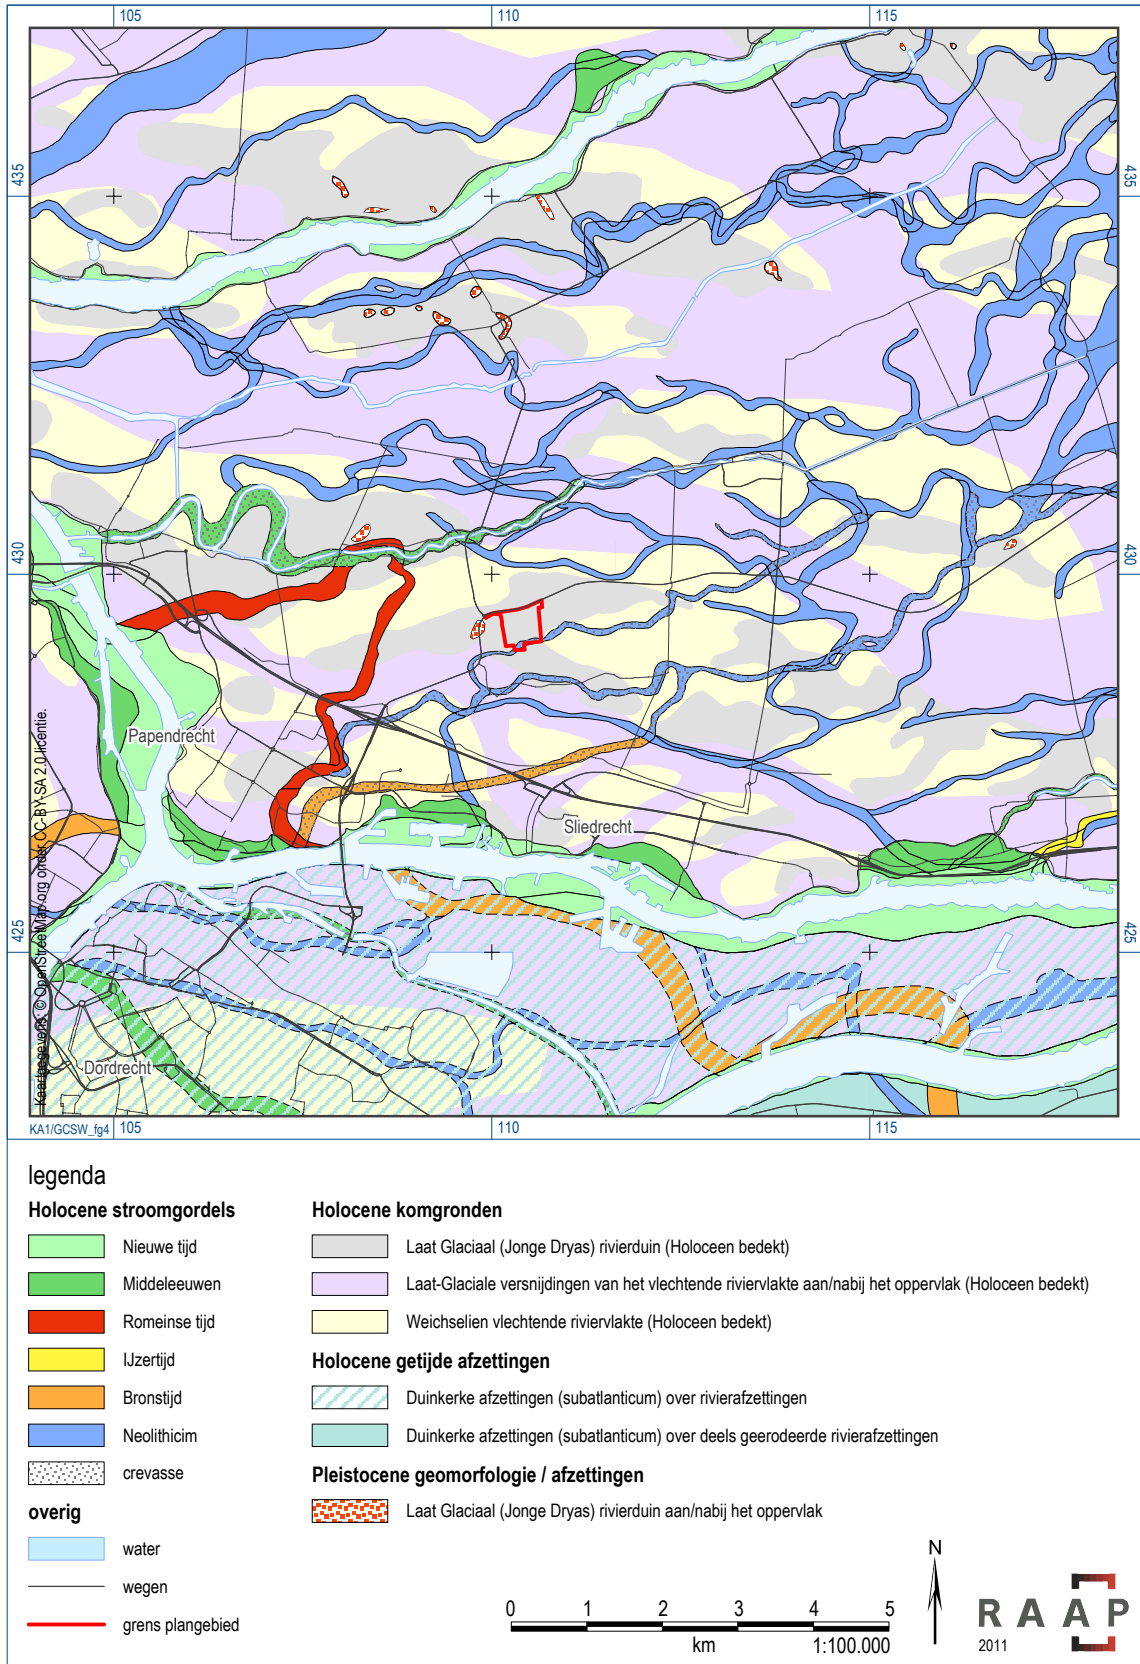 105 110 115
435 435
430 430
425 425
Papendrecht
Sliedrecht
Dordrecht
Kaartgegevens: © OpenStreetMap.org onder CC-BY-SA 2.0 licentie.
KA1/GCSW_fg4
105 110 115
legenda
Holocene stroomgordels
Nieuwe tijd
Middeleeuwen
Romeinse tijd
IJzertijd
Bronstijd
Neolithicim
crevasse
overig
water
wegen
grens plangebied
Holocene komgronden
Laat Glaciaal (Jonge Dryas) rivierduin (Holoceen bedekt)
Laat-Glaciale versnijdingen van het vlechtende riviervlakte aan/nabij het oppervlak (Holoceen bedekt)
Weichselien vlechtende riviervlakte (Holoceen bedekt)
Holocene getijde afzettingen
Duinkerke afzettingen (subatlanticum) over rivierafzettingen
Duinkerke afzettingen (subatlanticum) over deels geerodeerde rivierafzettingen
Pleistocene geomorfologie / afzettingen
Laat Glaciaal (Jonge Dryas) rivierduin aan/nabij het oppervlak
0 1 2 3 4 5
km 1:100.000
N
RAAP
2011